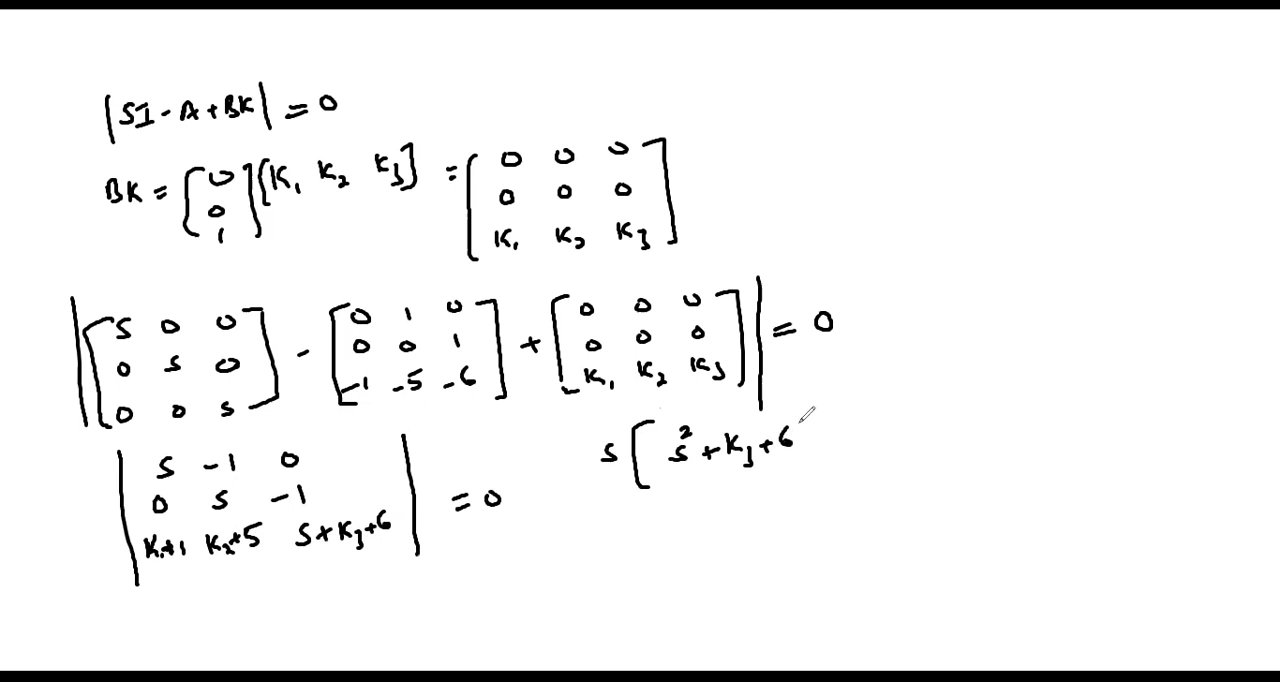 |SI - A + BK| = 0
BK = [0 0 1] [K₁ K₂ K₃] = [0 0 0
0 0 0
K₁ K₂ K₃]
|[S 0 0 - [0 1 0 + [0 0 0
0 S 0 0 0 1 0 0 0 = 0
0 0 S] -1 -5 -6] K₁ K₂ K₃]|
|S -1 0
0 S -1 = 0
K₁+1 K₂+5 S+K₃+6|
S[S²+K₃+6